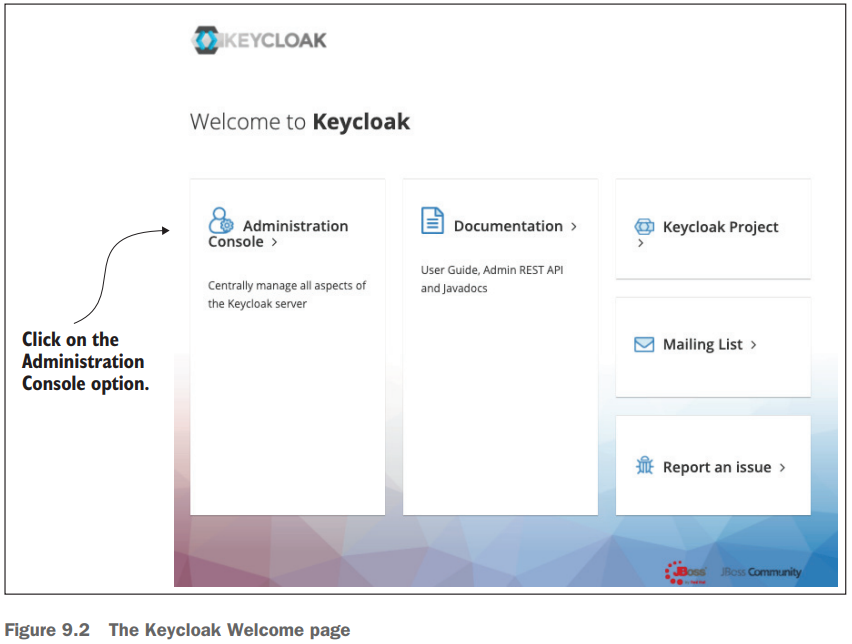 KEYCLOAK
Welcome to Keycloak
Administration
Console >
Centrally manage all aspects of
the Keycloak server
Documentation >
User Guide, Admin REST API
and Javadocs
Keycloak Project
>
Mailing List >
Report an issue >
Click on the
Administration
Console option.
JBoss
JBoss Community
Figure 9.2 The Keycloak Welcome page